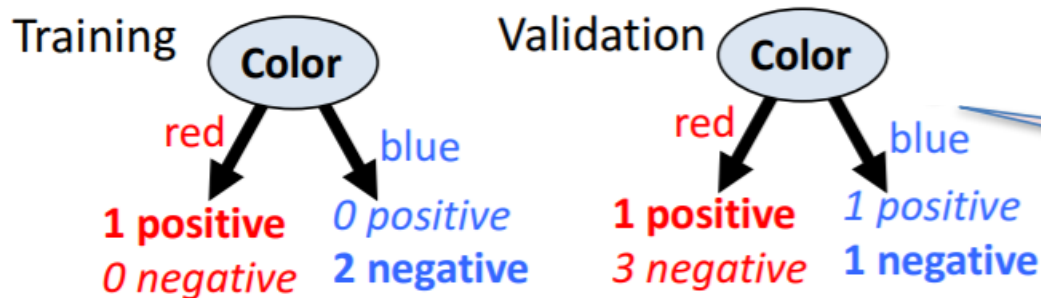 Training
Color
red
blue
1 positive
0 negative
0 positive
2 negative
Validation
Color
red
blue
1 positive
3 negative
1 positive
1 negative